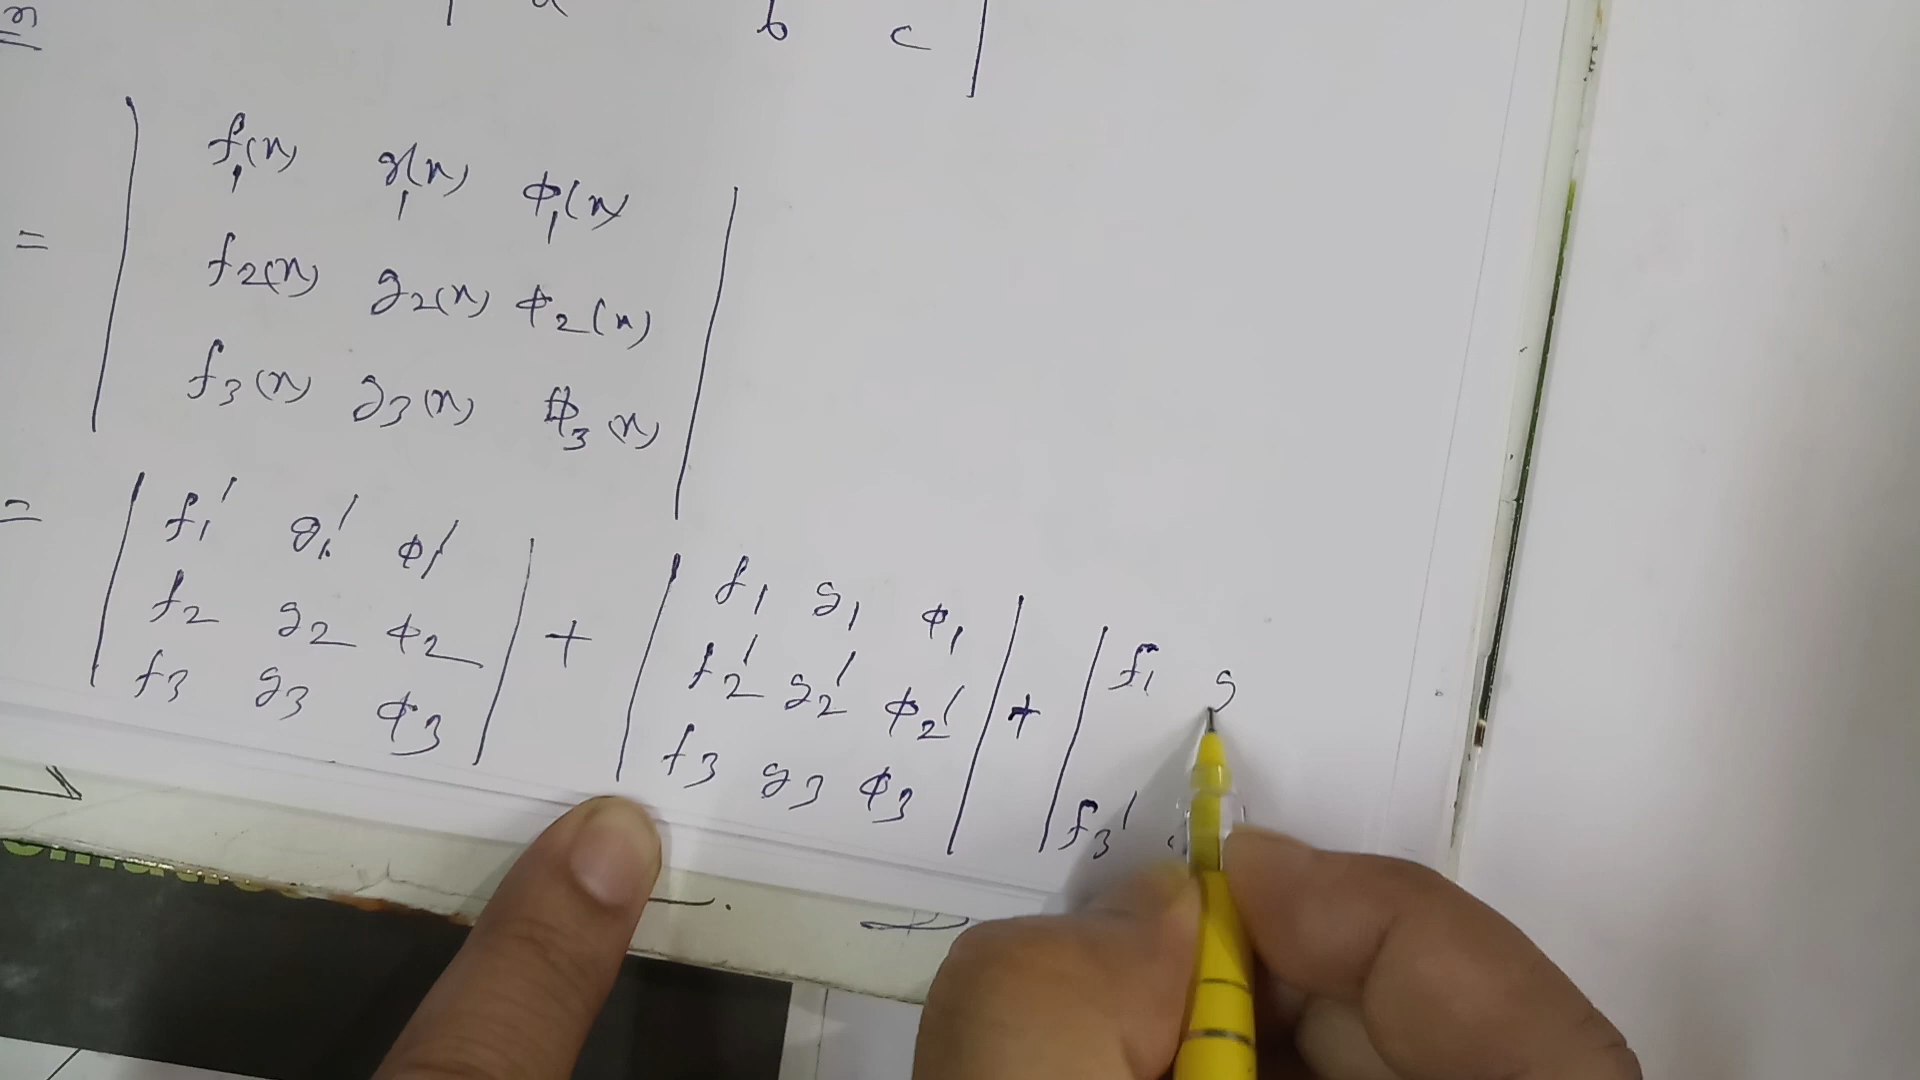 b c |
| f₁(x) g₁(x) ϕ₁(x) |
= | f₂(x) g₂(x) ϕ₂(x) |
| f₃(x) g₃(x) ϕ₃(x) |
= | f₁′ g₁′ ϕ₁′ | + | f₁ g₁ ϕ₁ | + | f₁ g
| f₂ g₂ ϕ₂ | | f₂′ g₂′ ϕ₂′ |
| f₃ g₃ ϕ₃ | | f₃ g₃ ϕ₃ | | f₃′